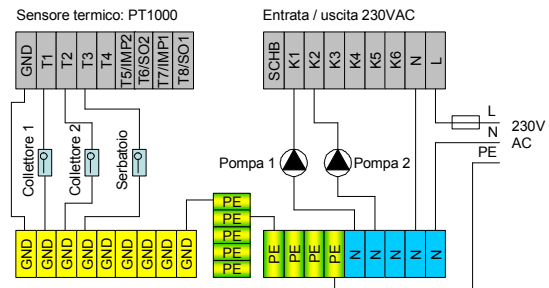 Sensore termico: PT1000
Entrata / uscita 230VAC
GND T1 T2 T3 T4 T5/IMP2 T6/SO2 T7/IMP1 T8/SO1
SCHB K1 K2 K3 K4 K5 K6 N L
L
N
PE
230V
AC
Collettore 1
Collettore 2
Serbatoio
Pompa 1
Pompa 2
PE
PE
PE
PE
PE
GND GND GND GND GND GND GND GND GND
PE PE PE PE N N N N